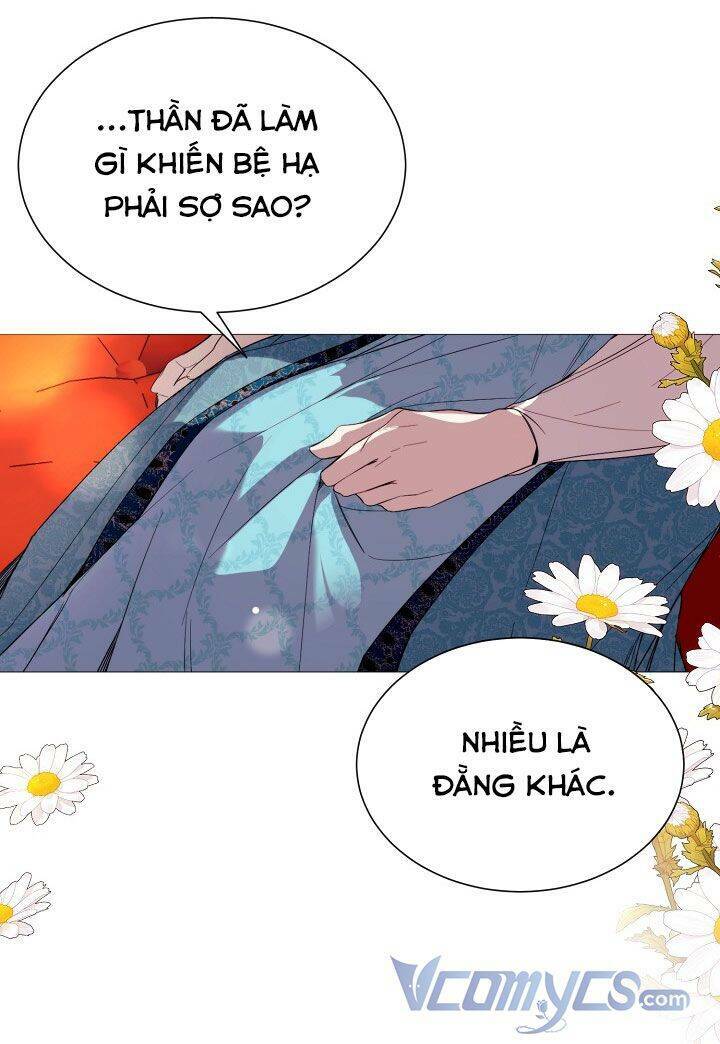 ...THẦN ĐÃ LÀM
GÌ KHIẾN BỆ HẠ
PHẢI SỢ SAO?
NHIỀU LÀ
ĐẰNG KHÁC.
VCOMYCS.com